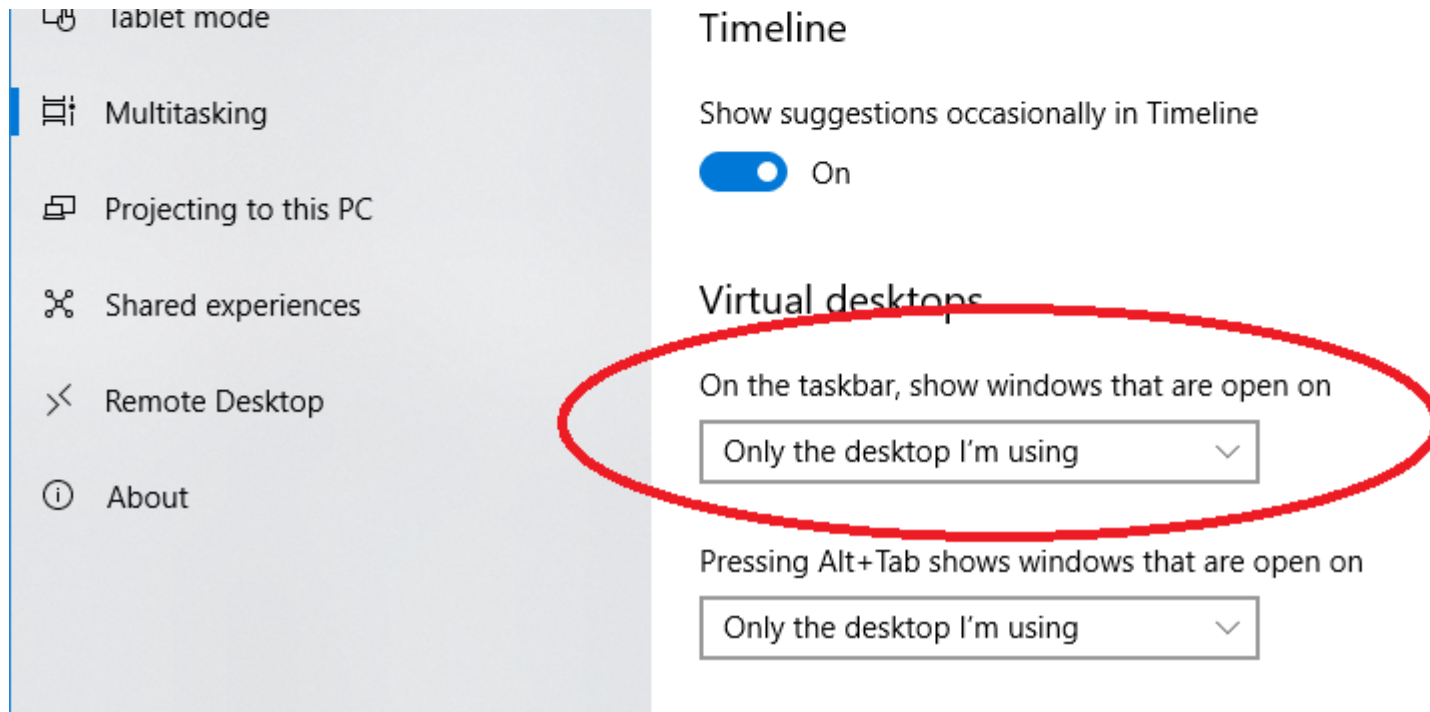 Tablet mode
Multitasking
Projecting to this PC
Shared experiences
Remote Desktop
About
Timeline
Show suggestions occasionally in Timeline
On
Virtual desktops
On the taskbar, show windows that are open on
Only the desktop I’m using
Pressing Alt+Tab shows windows that are open on
Only the desktop I’m using